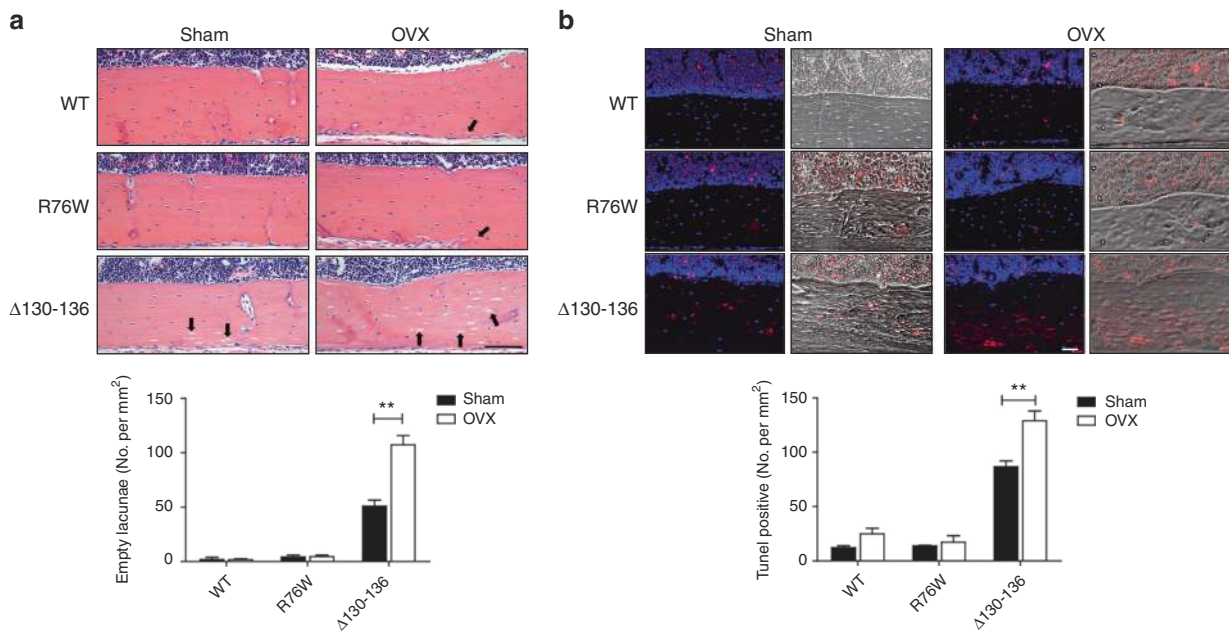 a
Sham
OVX
WT
R76W
Δ130-136
Empty lacunae (No. per mm²)
150
100
50
0
**
Sham
OVX
WT
R76W
Δ130-136
b
Sham
OVX
WT
R76W
Δ130-136
Tunel positive (No. per mm²)
150
100
50
0
**
Sham
OVX
WT
R76W
Δ130-136